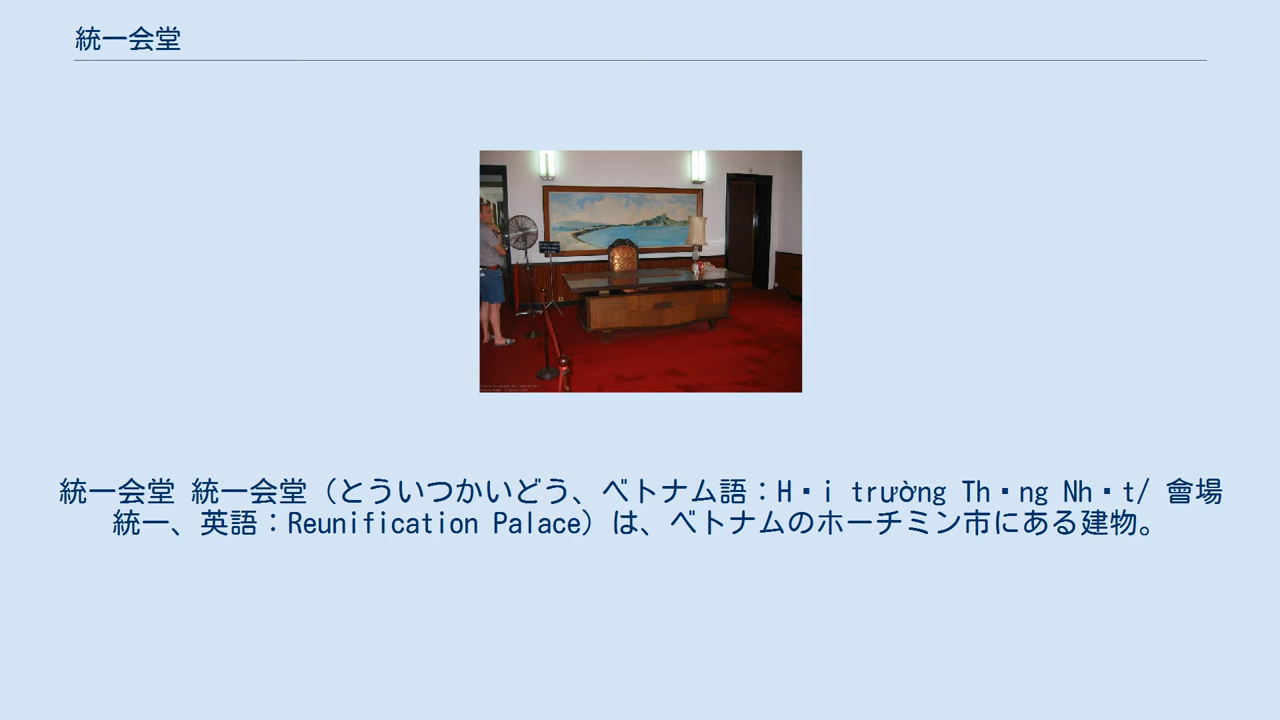 統一会堂
統一会堂 統一会堂（とういつかいどう、ベトナム語：H・i trường Th・ng Nh・t/ 會場
統一、英語：Reunification Palace）は、ベトナムのホーチミン市にある建物。